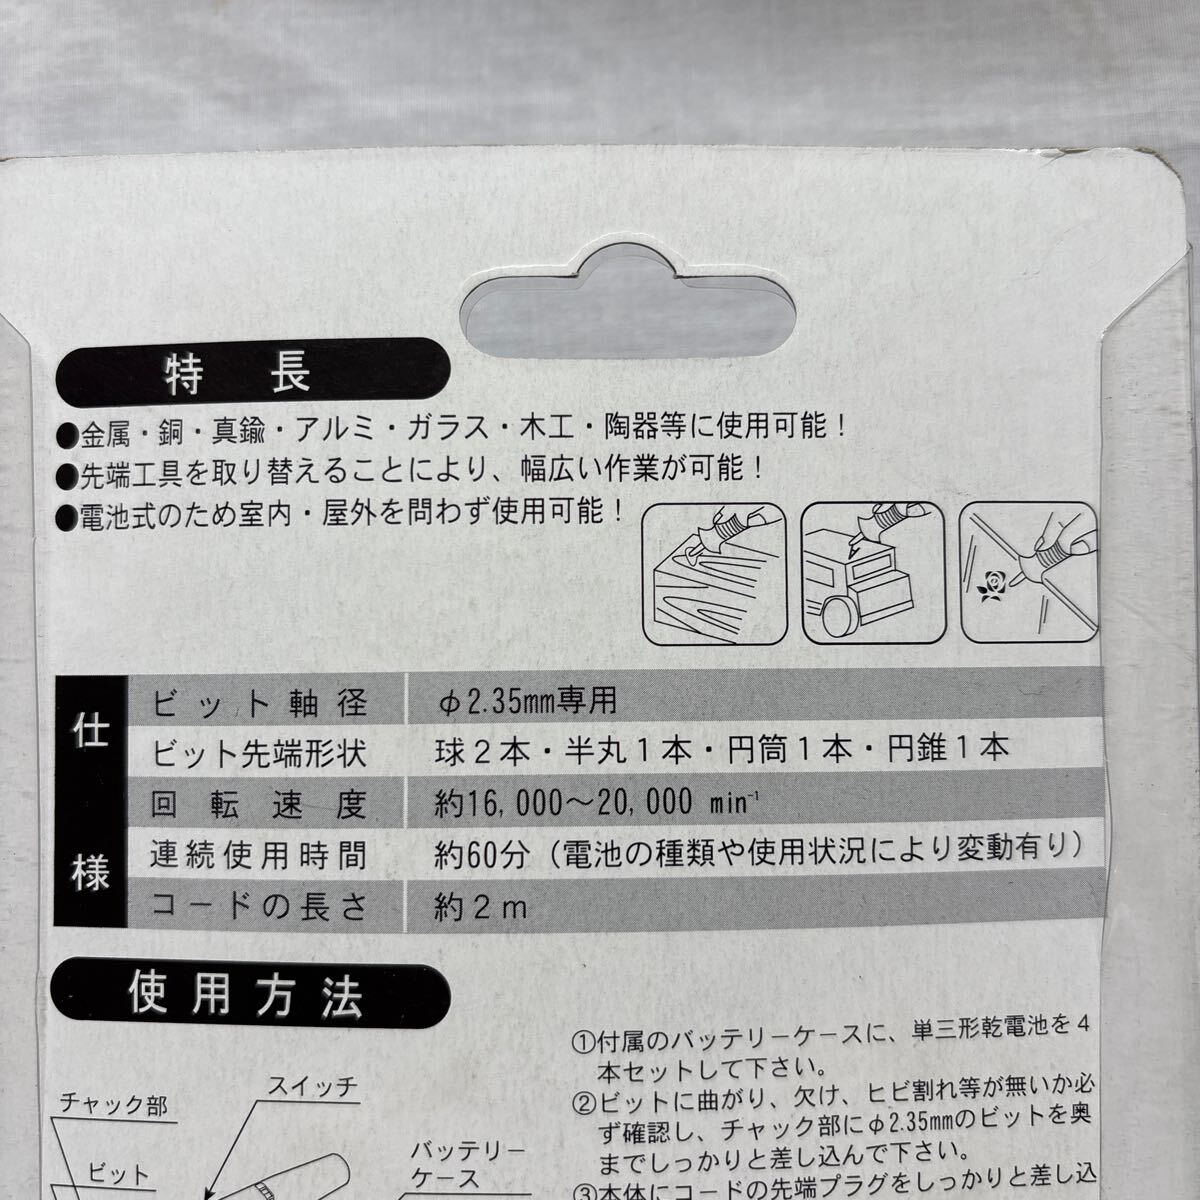 特長
●金属・銅・真鍮・アルミ・ガラス・木工・陶器等に使用可能！
●先端工具を取り替えることにより、幅広い作業が可能！
●電池式のため室内・屋外を問わず使用可能！
仕様
ビット軸径 φ2.35mm専用
ビット先端形状 球２本・半丸１本・円筒１本・円錐１本
回転速度 約16,000～20,000 min⁻¹
連続使用時間 約60分（電池の種類や使用状況により変動有り）
コードの長さ 約２ｍ
使用方法
チャック部
スイッチ
ビット
バッテリー
ケース
①付属のバッテリーケースに、単三形乾電池を４
本セットして下さい。
②ビットに曲がり、欠け、ヒビ割れ等が無いか必
ず確認し、チャック部にφ2.35mmのビットを奥
までしっかりと差し込んで下さい。
③本体にコードの先端プラグをしっかりと差し込